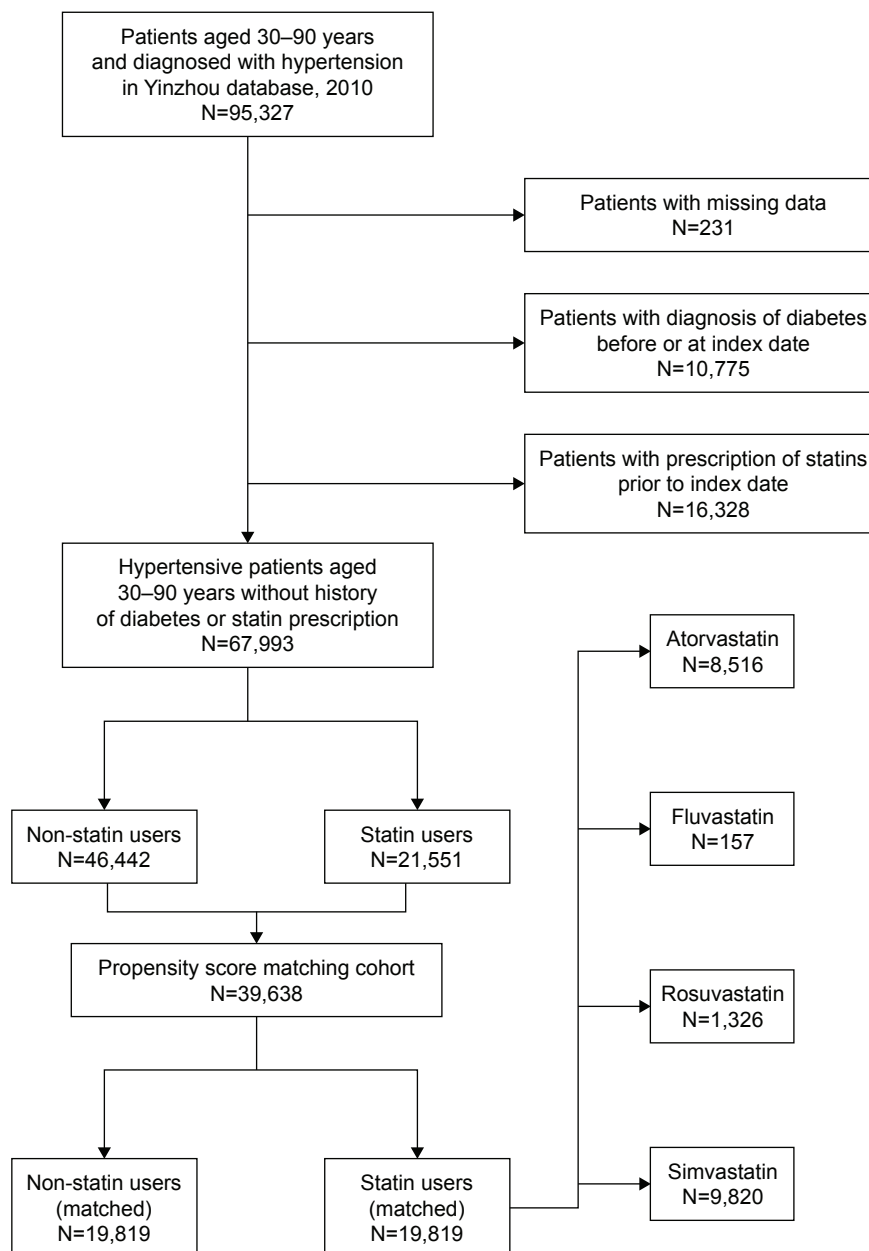 Patients aged 30–90 years
and diagnosed with hypertension
in Yinzhou database, 2010
N=95,327
Patients with missing data
N=231
Patients with diagnosis of diabetes
before or at index date
N=10,775
Patients with prescription of statins
prior to index date
N=16,328
Hypertensive patients aged
30–90 years without history
of diabetes or statin prescription
N=67,993
Atorvastatin
N=8,516
Non-statin users
N=46,442
Statin users
N=21,551
Fluvastatin
N=157
Propensity score matching cohort
N=39,638
Rosuvastatin
N=1,326
Non-statin users
(matched)
N=19,819
Statin users
(matched)
N=19,819
Simvastatin
N=9,820